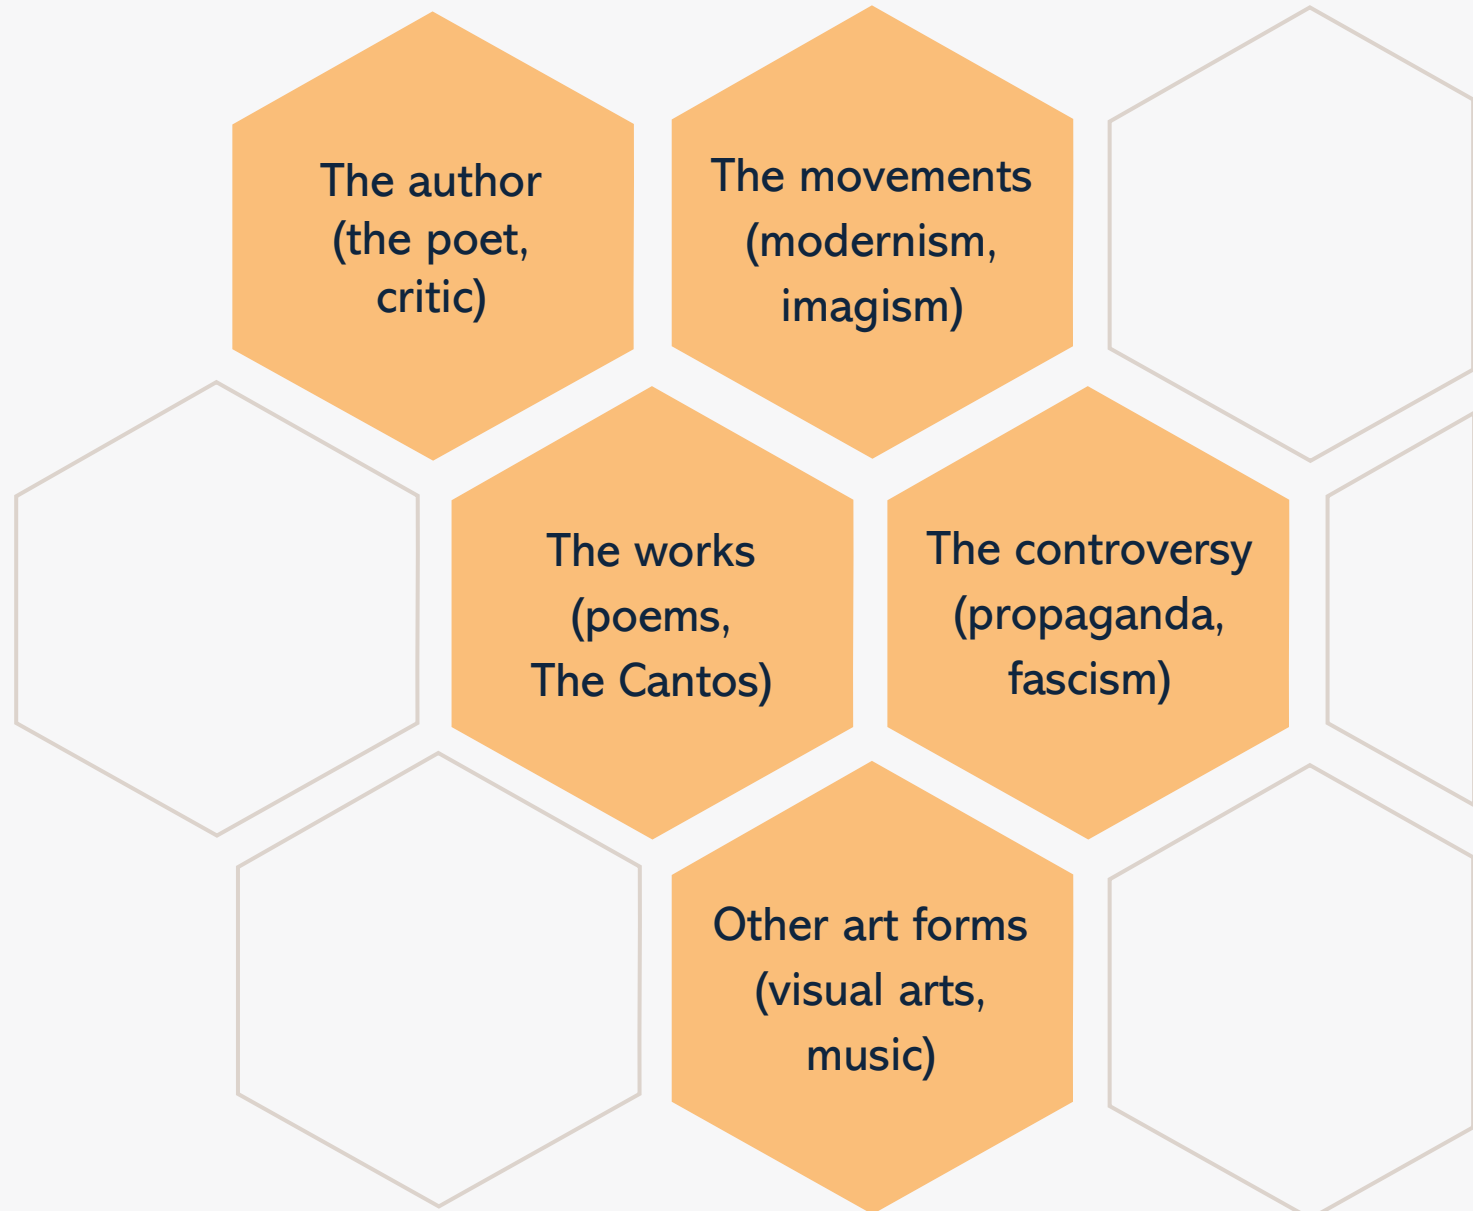 The author
(the poet,
critic)
The movements
(modernism,
imagism)
The works
(poems,
The Cantos)
The controversy
(propaganda,
fascism)
Other art forms
(visual arts,
music)